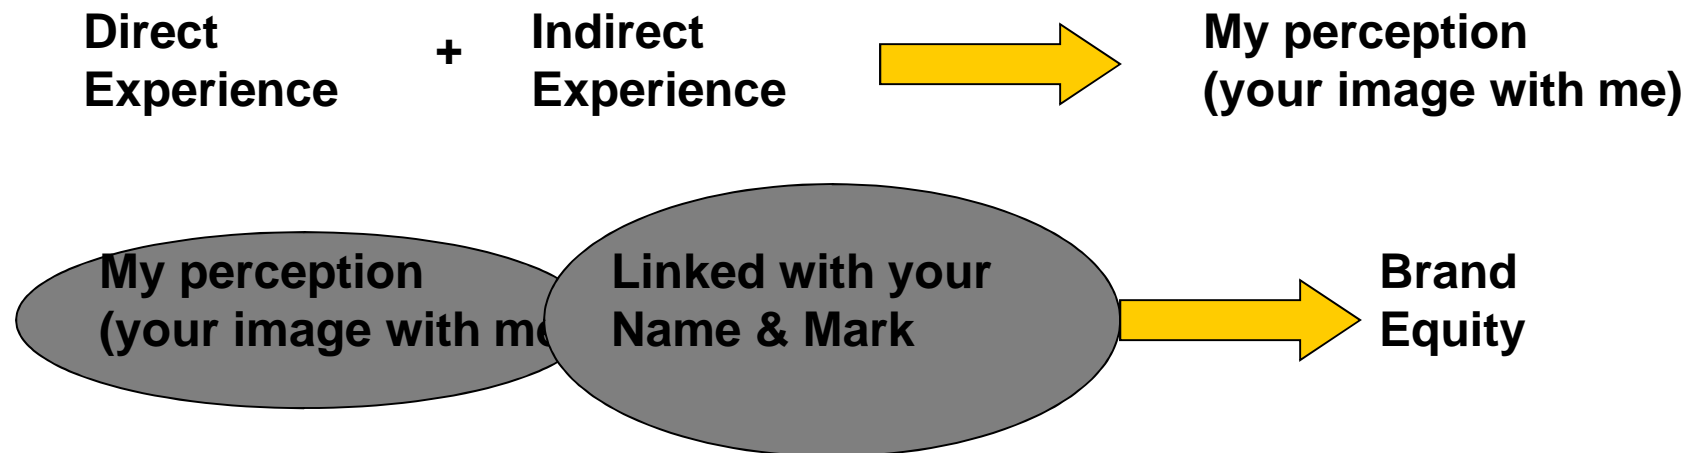 Direct
Experience
+
Indirect
Experience
My perception
(your image with me)
My perception
(your image with m
Linked with your
Name & Mark
Brand
Equity